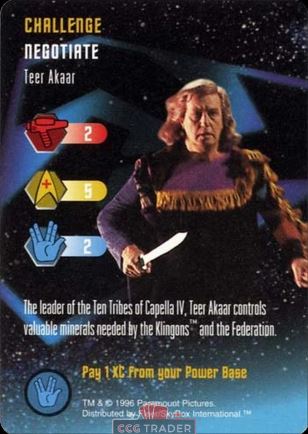 CHALLENGE
NEGOTIATE
Teer Akaar
2
5
2
The leader of the Ten Tribes of Capella IV, Teer Akaar controls
valuable minerals needed by the Klingons™ and the Federation.
Pay 1 XC from your Power Base
TM & © 1996 Paramount Pictures.
Distributed by SkyBox International.™
CCG TRADER